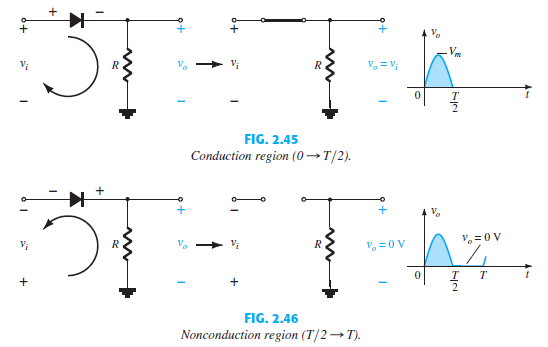 + −
+ + + +
vi R vo vi R vo = vi
− − − −
vo
Vm
0 T/2 t
FIG. 2.45
Conduction region (0 → T/2).
− +
− + − +
vi R vo vi R vo = 0 V
+ − + −
vo
vo = 0 V
0 T/2 T t
FIG. 2.46
Nonconduction region (T/2 → T).